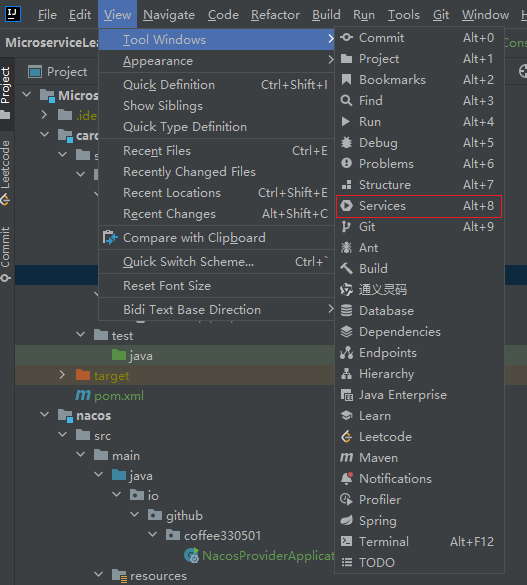 File Edit View Navigate Code Refactor Build Run Tools Git Window
MicroserviceLea
Project
Project
Leetcode
Commit
Micros
.ide
card
s
test
java
target
pom.xml
nacos
src
main
java
io
github
coffee330501
NacosProviderApplicat
resources
Tool Windows
Appearance
Quick Definition Ctrl+Shift+I
Show Siblings
Quick Type Definition
Recent Files Ctrl+E
Recently Changed Files
Recent Locations Ctrl+Shift+E
Recent Changes Alt+Shift+C
Compare with Clipboard
Quick Switch Scheme... Ctrl+`
Reset Font Size
Bidi Text Base Direction
Commit Alt+0
Project Alt+1
Bookmarks Alt+2
Find Alt+3
Run Alt+4
Debug Alt+5
Problems Alt+6
Structure Alt+7
Services Alt+8
Git Alt+9
Ant
Build
通义灵码
Database
Dependencies
Endpoints
Hierarchy
Java Enterprise
Learn
Leetcode
Maven
Notifications
Profiler
Spring
Terminal Alt+F12
TODO
Cons